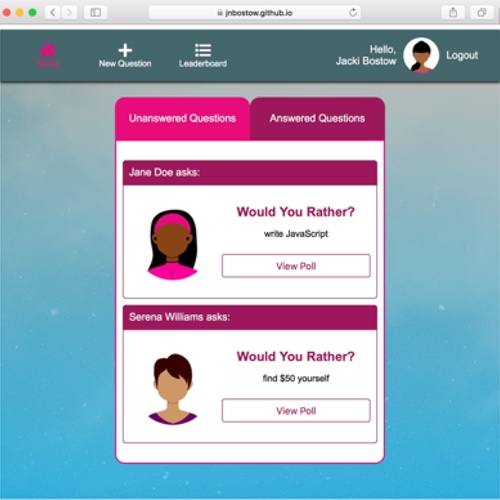 jnbostow.github.io
Home
New Question
Leaderboard
Hello,
Jacki Bostow
Logout
Unanswered Questions
Answered Questions
Jane Doe asks:
Would You Rather?
write JavaScript
View Poll
Serena Williams asks:
Would You Rather?
find $50 yourself
View Poll